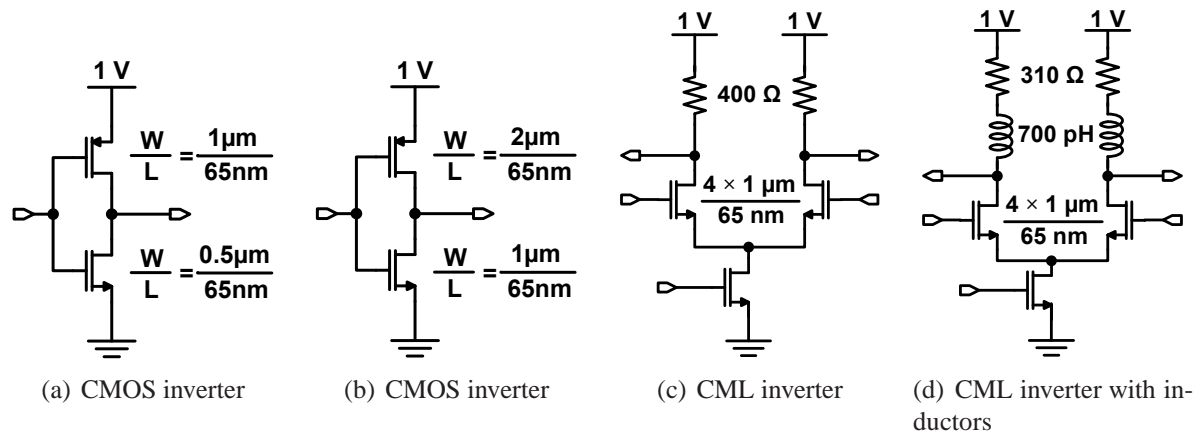 1 V
W
L
=
1μm
65nm
W
L
=
0.5μm
65nm
(a) CMOS inverter
1 V
W
L
=
2μm
65nm
W
L
=
1μm
65nm
(b) CMOS inverter
1 V
1 V
400 Ω
4 × 1 μm
65 nm
(c) CML inverter
1 V
1 V
310 Ω
700 pH
4 × 1 μm
65 nm
(d) CML inverter with in-
ductors